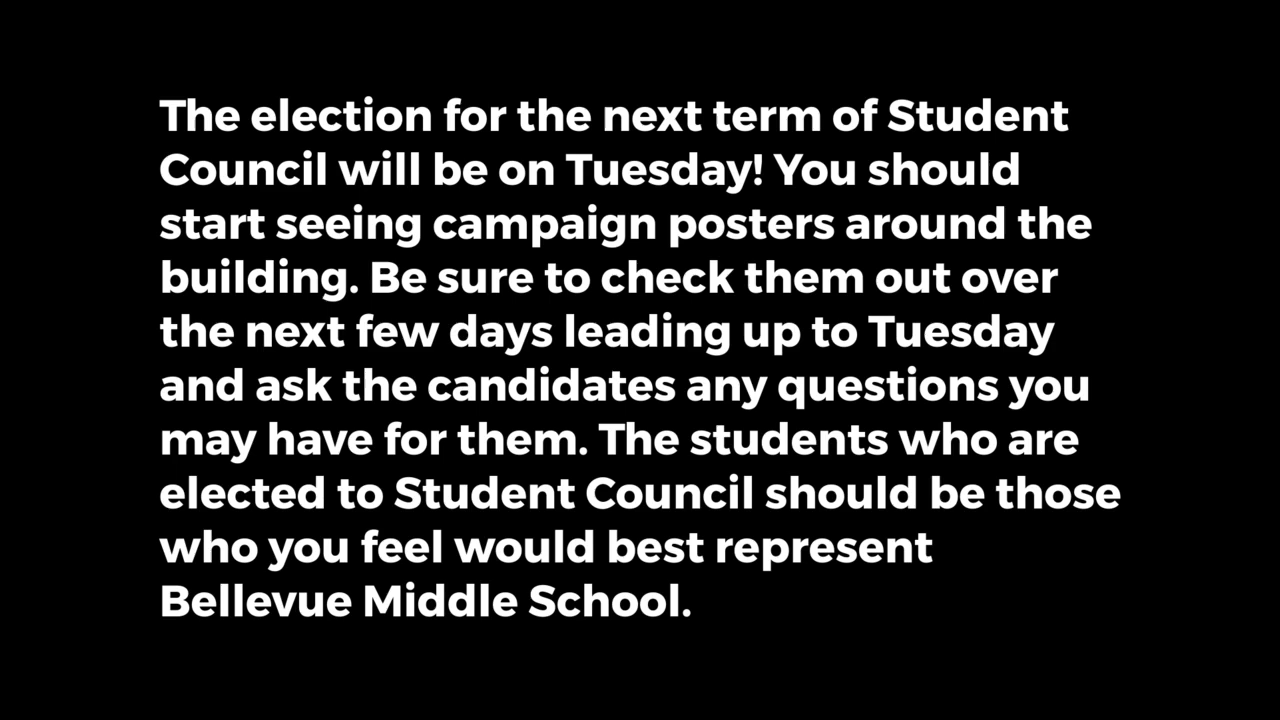 The election for the next term of Student
Council will be on Tuesday! You should
start seeing campaign posters around the
building. Be sure to check them out over
the next few days leading up to Tuesday
and ask the candidates any questions you
may have for them. The students who are
elected to Student Council should be those
who you feel would best represent
Bellevue Middle School.